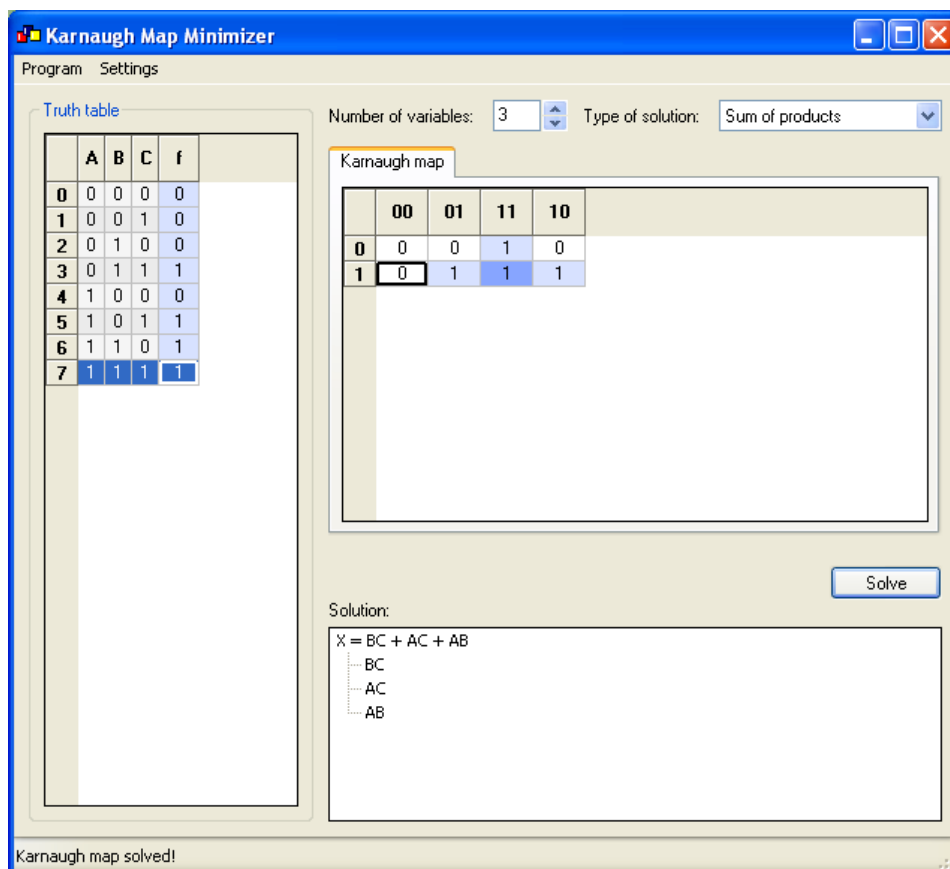 Karnaugh Map Minimizer
Program Settings
Truth table
A B C f
0 0 0 0 0
1 0 0 1 0
2 0 1 0 0
3 0 1 1 1
4 1 0 0 0
5 1 0 1 1
6 1 1 0 1
7 1 1 1 1
Number of variables: 3 Type of solution: Sum of products
Karnaugh map
00 01 11 10
0 0 0 1 0
1 0 1 1 1
Solve
Solution:
X = BC + AC + AB
BC
AC
AB
Karnaugh map solved!